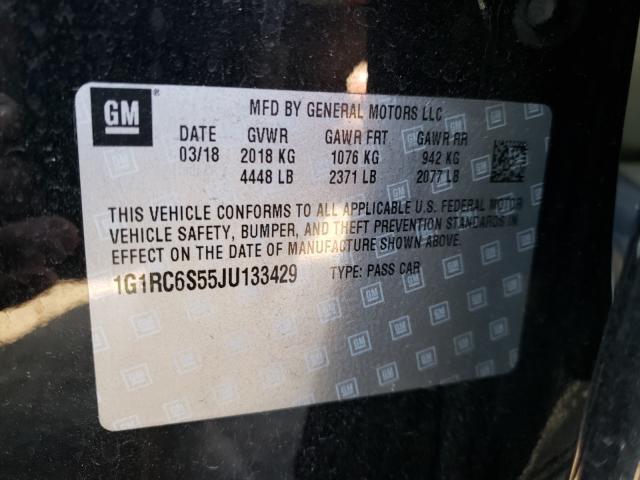 GM
MFD BY GENERAL MOTORS LLC
DATE GVWR GAWR FRT GAWR RR
03/18 2018 KG 1076 KG 942 KG
4448 LB 2371 LB 2077 LB
THIS VEHICLE CONFORMS TO ALL APPLICABLE U.S. FEDERAL MOTOR
VEHICLE SAFETY, BUMPER, AND THEFT PREVENTION STANDARDS IN
EFFECT ON THE DATE OF MANUFACTURE SHOWN ABOVE.
1G1RC6S55JU133429 TYPE: PASS CAR